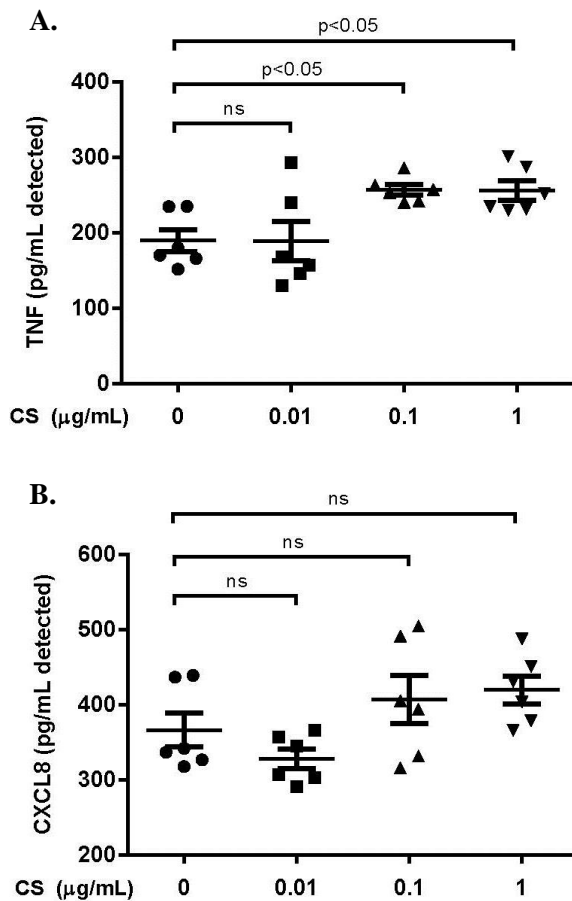 A.
p<0.05
p<0.05
ns
400
300
200
100
0
TNF (pg/mL detected)
CS (µg/mL) 0 0.01 0.1 1
B.
ns
ns
ns
600
500
400
300
200
CXCL8 (pg/mL detected)
CS (µg/mL) 0 0.01 0.1 1